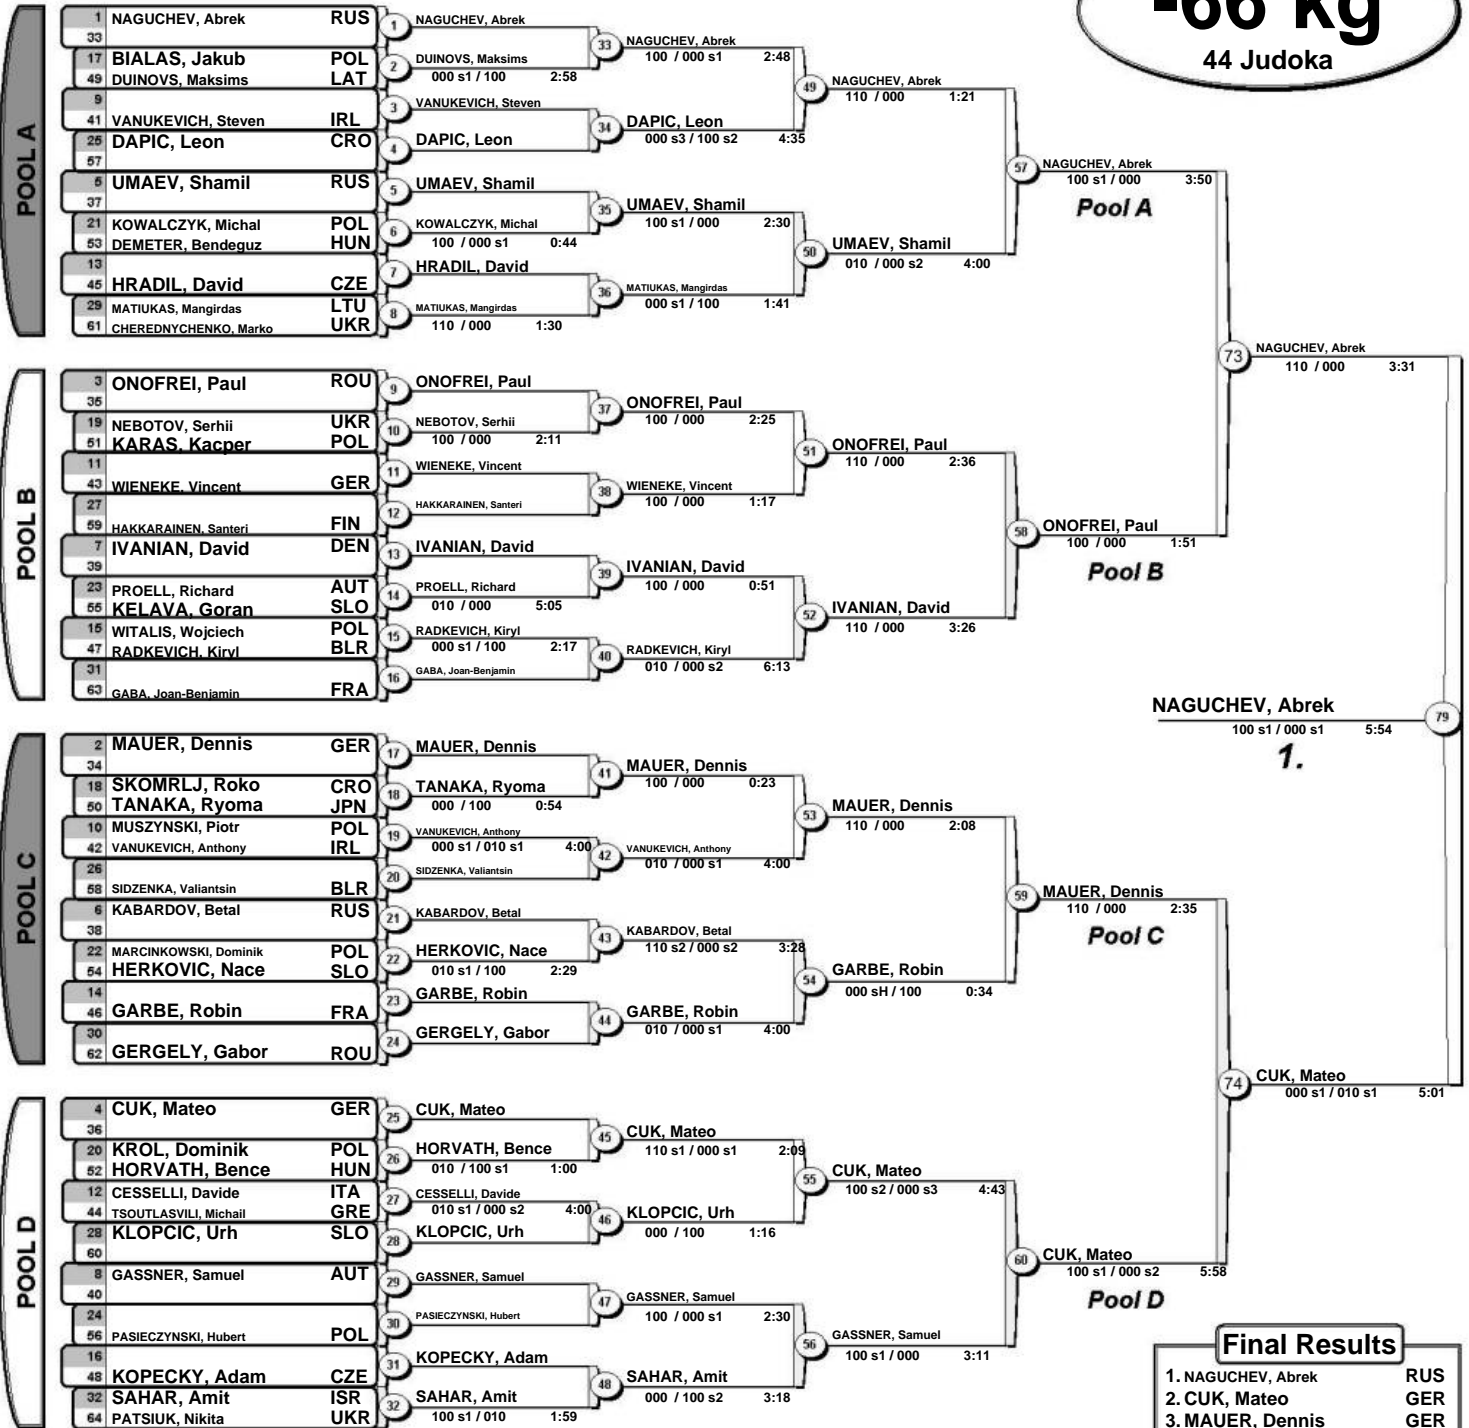 -66 kg
44 Judoka
POOL A
1 NAGUCHEV, Abrek RUS
33
17 BIALAS, Jakub POL
49 DUINOVS, Maksims LAT
9
41 VANUKEVICH, Steven IRL
25 DAPIC, Leon CRO
57
5 UMAEV, Shamil RUS
37
21 KOWALCZYK, Michal POL
53 DEMETER, Bendeguz HUN
13
45 HRADIL, David CZE
29 MATIUKAS, Mangirdas LTU
61 CHEREDNYCHENKO, Marko UKR
1 NAGUCHEV, Abrek
2 DUINOVS, Maksims
000 s1 / 100 2:58
3 VANUKEVICH, Steven
4 DAPIC, Leon
5 UMAEV, Shamil
6 KOWALCZYK, Michal
100 / 000 s1 0:44
7 HRADIL, David
8 MATIUKAS, Mangirdas
110 / 000 1:30
33 NAGUCHEV, Abrek
100 / 000 s1 2:48
34 DAPIC, Leon
000 s3 / 100 s2 4:35
35 UMAEV, Shamil
100 s1 / 000 2:30
36 MATIUKAS, Mangirdas
000 s1 / 100 1:41
49 NAGUCHEV, Abrek
110 / 000 1:21
50 UMAEV, Shamil
010 / 000 s2 4:00
57 NAGUCHEV, Abrek
100 s1 / 000 3:50
Pool A
POOL B
3 ONOFREI, Paul ROU
35
19 NEBOTOV, Serhii UKR
51 KARAS, Kacper POL
11
43 WIENEKE, Vincent GER
27
59 HAKKARAINEN, Santeri FIN
7 IVANIAN, David DEN
39
23 PROELL, Richard AUT
55 KELAVA, Goran SLO
15 WITALIS, Wojciech POL
47 RADKEVICH, Kiryl BLR
31
63 GABA, Joan-Benjamin FRA
9 ONOFREI, Paul
10 NEBOTOV, Serhii
100 / 000 2:11
11 WIENEKE, Vincent
12 HAKKARAINEN, Santeri
13 IVANIAN, David
14 PROELL, Richard
010 / 000 5:05
15 RADKEVICH, Kiryl
000 s1 / 100 2:17
16 GABA, Joan-Benjamin
37 ONOFREI, Paul
100 / 000 2:25
38 WIENEKE, Vincent
100 / 000 1:17
39 IVANIAN, David
100 / 000 0:51
40 RADKEVICH, Kiryl
010 / 000 s2 6:13
51 ONOFREI, Paul
110 / 000 2:36
52 IVANIAN, David
110 / 000 3:26
58 ONOFREI, Paul
100 / 000 1:51
Pool B
73 NAGUCHEV, Abrek
110 / 000 3:31
NAGUCHEV, Abrek 79
100 s1 / 000 s1 5:54
1.
POOL C
2 MAUER, Dennis GER
34
18 SKOMRLJ, Roko CRO
50 TANAKA, Ryoma JPN
10 MUSZYNSKI, Piotr POL
42 VANUKEVICH, Anthony IRL
26
58 SIDZENKA, Valiantsin BLR
6 KABARDOV, Betal RUS
38
22 MARCINKOWSKI, Dominik POL
54 HERKOVIC, Nace SLO
14
46 GARBE, Robin FRA
30
62 GERGELY, Gabor ROU
17 MAUER, Dennis
18 TANAKA, Ryoma
000 / 100 0:54
19 VANUKEVICH, Anthony
000 s1 / 010 s1 4:00
20 SIDZENKA, Valiantsin
21 KABARDOV, Betal
22 HERKOVIC, Nace
010 s1 / 100 2:29
23 GARBE, Robin
24 GERGELY, Gabor
41 MAUER, Dennis
100 / 000 0:23
42 VANUKEVICH, Anthony
010 / 000 s1 4:00
43 KABARDOV, Betal
110 s2 / 000 s2 3:28
44 GARBE, Robin
010 / 000 s1 4:00
53 MAUER, Dennis
110 / 000 2:08
54 GARBE, Robin
000 sH / 100 0:34
59 MAUER, Dennis
110 / 000 2:35
Pool C
POOL D
4 CUK, Mateo GER
36
20 KROL, Dominik POL
52 HORVATH, Bence HUN
12 CESSELLI, Davide ITA
44 TSOUTLASVILI, Michail GRE
28 KLOPCIC, Urh SLO
60
8 GASSNER, Samuel AUT
40
24
56 PASIECZYNSKI, Hubert POL
16
48 KOPECKY, Adam CZE
32 SAHAR, Amit ISR
64 PATSIUK, Nikita UKR
25 CUK, Mateo
26 HORVATH, Bence
010 / 100 s1 1:00
27 CESSELLI, Davide
010 s1 / 000 s2 4:00
28 KLOPCIC, Urh
29 GASSNER, Samuel
30 PASIECZYNSKI, Hubert
31 KOPECKY, Adam
32 SAHAR, Amit
100 s1 / 010 1:59
45 CUK, Mateo
110 s1 / 000 s1 2:09
46 KLOPCIC, Urh
000 / 100 1:16
47 GASSNER, Samuel
100 / 000 s1 2:30
48 SAHAR, Amit
000 / 100 s2 3:18
55 CUK, Mateo
100 s2 / 000 s3 4:43
56 GASSNER, Samuel
100 s1 / 000 3:11
60 CUK, Mateo
100 s1 / 000 s2 5:58
Pool D
74 CUK, Mateo
000 s1 / 010 s1 5:01
Final Results
1. NAGUCHEV, Abrek RUS
2. CUK, Mateo GER
3. MAUER, Dennis GER